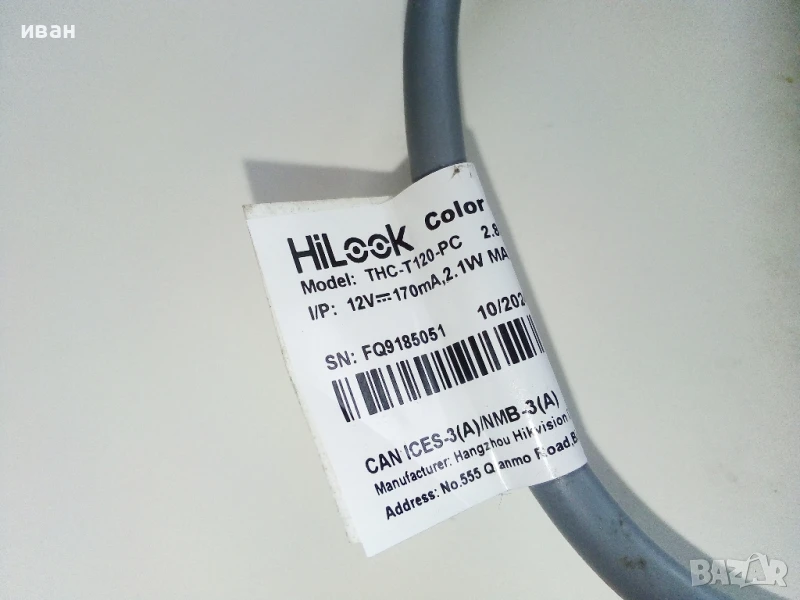 иван
HiLook Color
Model: THC-T120-PC 2.8
I/P: 12V⎓170mA,2.1W MA
10/202
SN: FQ9185051
CAN ICES-3(A)/NMB-3(A)
Manufacturer: Hangzhou Hikvision
Address: No.555 Qianmo Road,B
BAZAR